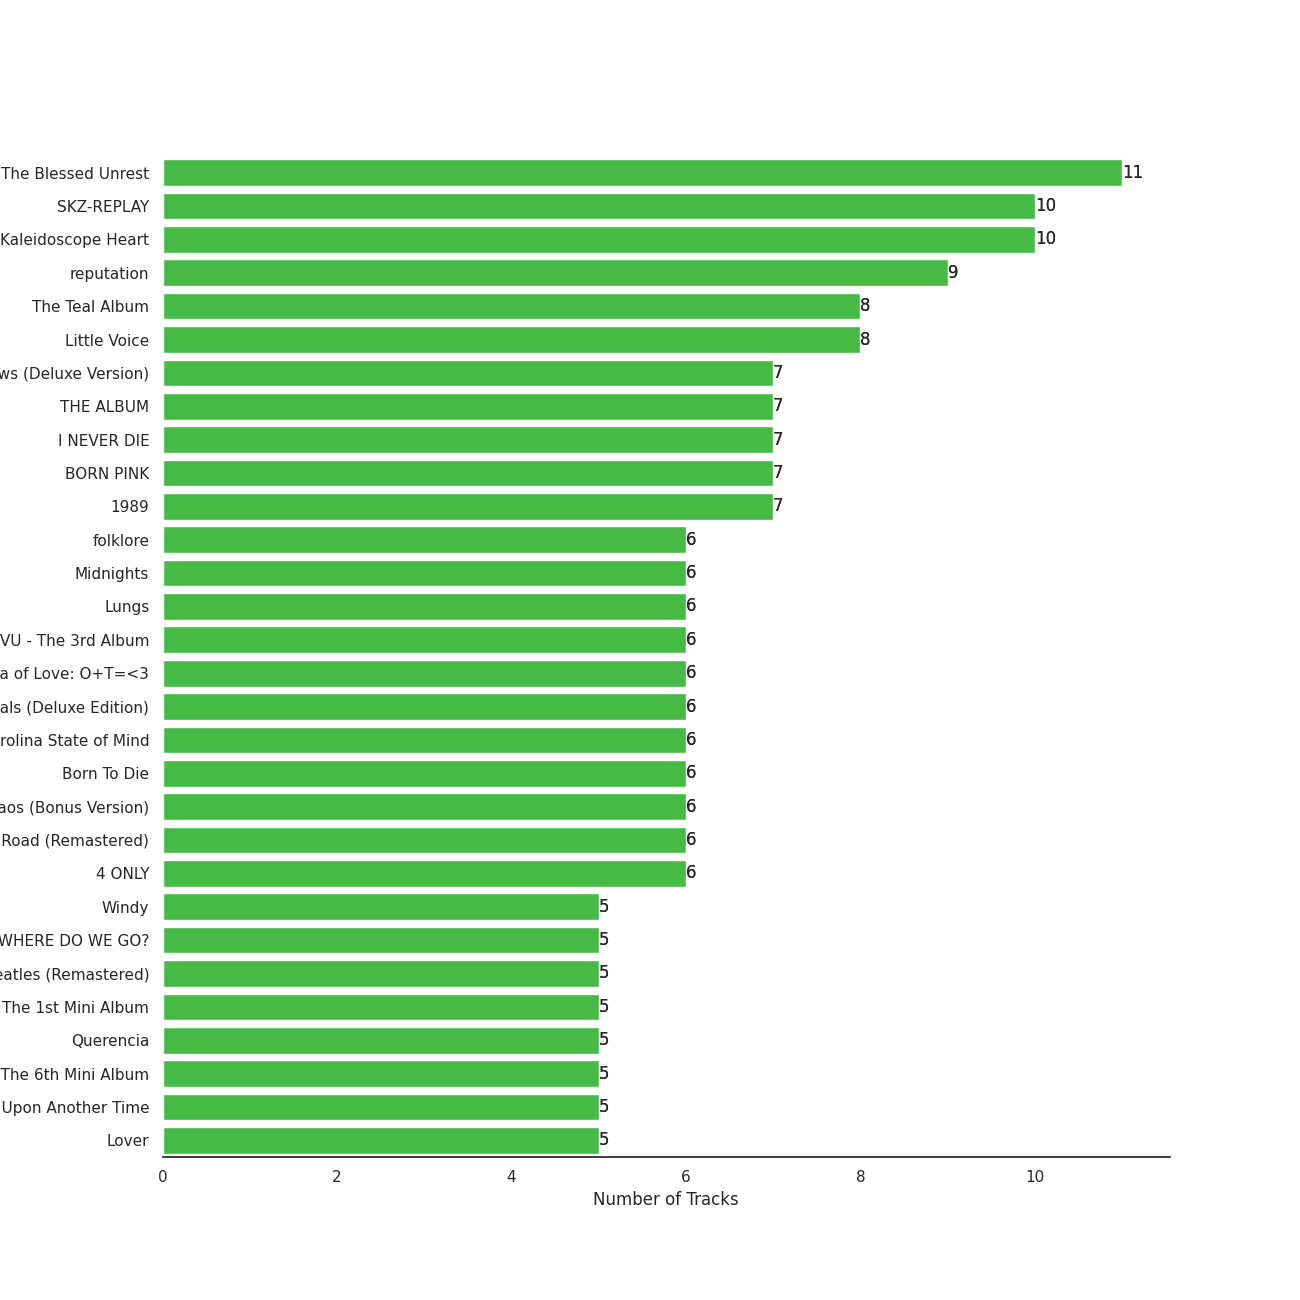 The Blessed Unrest 11
SKZ-REPLAY 10
Kaleidoscope Heart 10
reputation 9
The Teal Album 8
Little Voice 8
(Deluxe Version) 7
THE ALBUM 7
I NEVER DIE 7
BORN PINK 7
1989 7
folklore 6
Midnights 6
Lungs 6
VU - The 3rd Album 6
a of Love: O+T=<3 6
(Deluxe Edition) 6
State of Mind 6
Born To Die 6
(Bonus Version) 6
Road (Remastered) 6
4 ONLY 6
Windy 5
WHERE DO WE GO? 5
(Remastered) 5
The 1st Mini Album 5
Querencia 5
The 6th Mini Album 5
Upon Another Time 5
Lover 5
0 2 4 6 8 10
Number of Tracks